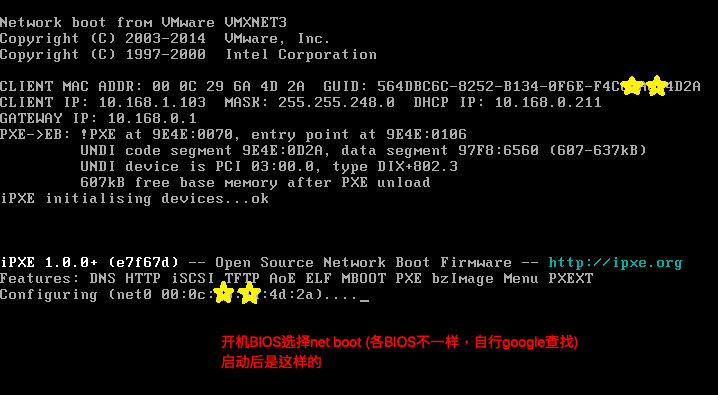 Network boot from VMware VMXNET3
Copyright (C) 2003-2014  VMware, Inc.
Copyright (C) 1997-2000  Intel Corporation
CLIENT MAC ADDR: 00 0C 29 6A 4D 2A  GUID: 564DBC6C-8252-B134-0F6E-F4C 4D2A
CLIENT IP: 10.168.1.103  MASK: 255.255.248.0  DHCP IP: 10.168.0.211
GATEWAY IP: 10.168.0.1
PXE->EB: !PXE at 9E4E:0070, entry point at 9E4E:0106
UNDI code segment 9E4E:0D2A, data segment 97F8:6560 (607-637kB)
UNDI device is PCI 03:00.0, type DIX+802.3
607kB free base memory after PXE unload
iPXE initialising devices...ok
iPXE 1.0.0+ (e7f67d) -- Open Source Network Boot Firmware -- http://ipxe.org
Features: DNS HTTP iSCSI TFTP AoE ELF MBOOT PXE bzImage Menu PXEXT
Configuring (net0 00:0c: :4d:2a)...._
开机BIOS选择net boot (各BIOS不一样，自行google查找)
启动后是这样的